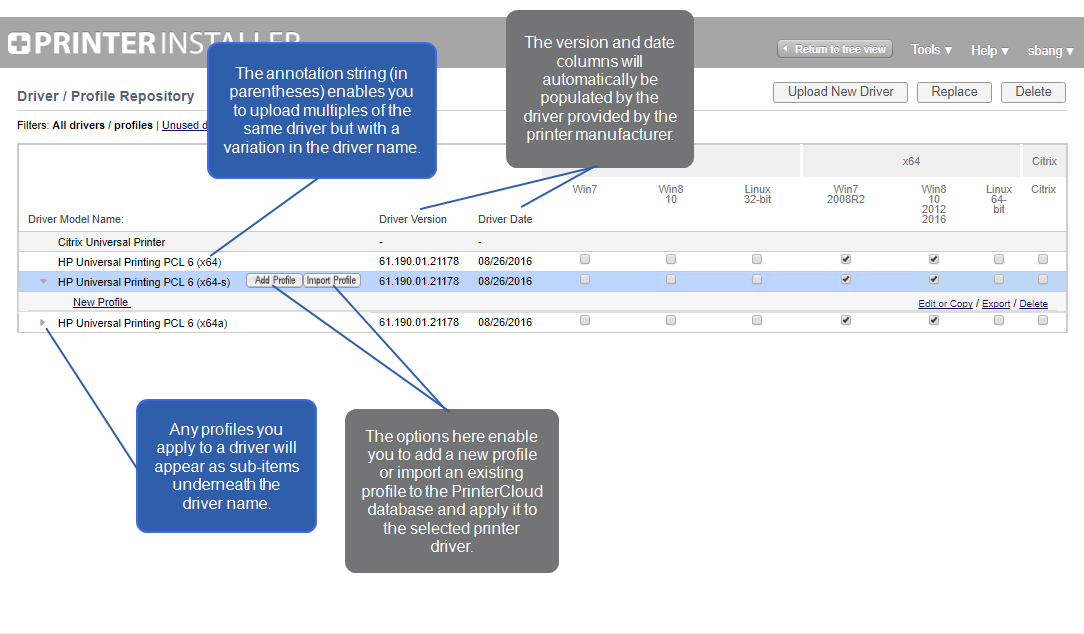 PRINTER INSTALLER
Return to tree view
Tools ▼
Help ▼
sbang ▼
The annotation string (in
parentheses) enables you
to upload multiples of the
same driver but with a
variation in the driver name.
The version and date
columns will
automatically be
populated by the
driver provided by the
printer manufacturer.
Driver / Profile Repository
Upload New Driver
Replace
Delete
Filters: All drivers / profiles | Unused d
x64
Citrix
Driver Model Name:
Driver Version
Driver Date
Win7
Win8
10
Linux
32-bit
Win7
2008R2
Win8
10
2012
2016
Linux
64-
bit
Citrix
Citrix Universal Printer - -
HP Universal Printing PCL 6 (x64) 61.190.01.21178 08/26/2016
HP Universal Printing PCL 6 (x64-s) Add Profile Import Profile 61.190.01.21178 08/26/2016
New Profile Edit or Copy / Export / Delete
HP Universal Printing PCL 6 (x64a) 61.190.01.21178 08/26/2016
Any profiles you
apply to a driver will
appear as sub-items
underneath the
driver name.
The options here enable
you to add a new profile
or import an existing
profile to the PrinterCloud
database and apply it to
the selected printer
driver.